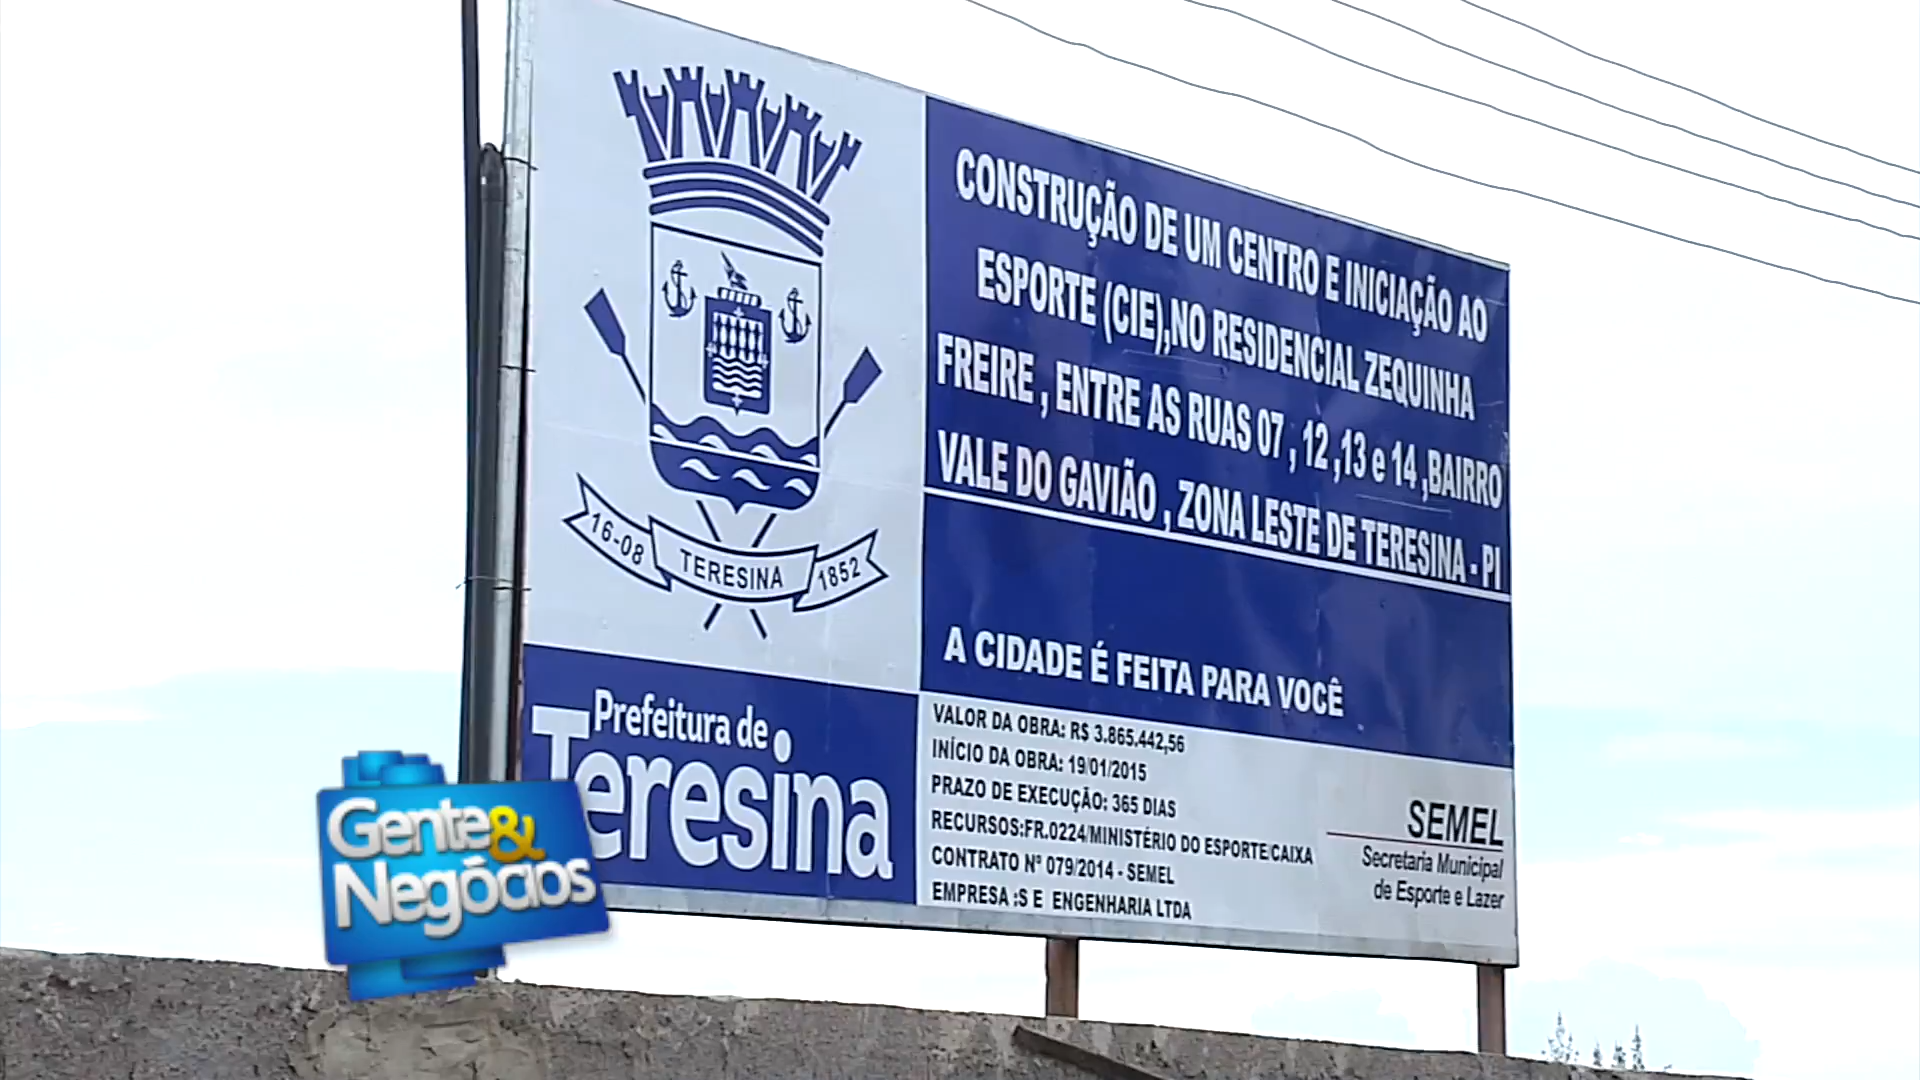 CONSTRUÇÃO DE UM CENTRO E INICIAÇÃO AO
ESPORTE (CIE),NO RESIDENCIAL ZEQUINHA
FREIRE , ENTRE AS RUAS 07 , 12 ,13 e 14 ,BAIRRO
VALE DO GAVIÃO , ZONA LESTE DE TERESINA - PI
16-08
TERESINA
1852
A CIDADE É FEITA PARA VOCÊ
Prefeitura de
Teresina
VALOR DA OBRA: R$ 3.865.442,56
INÍCIO DA OBRA: 19/01/2015
PRAZO DE EXECUÇÃO: 365 DIAS
RECURSOS:FR.0224/MINISTÉRIO DO ESPORTE/CAIXA
CONTRATO Nº 079/2014 - SEMEL
EMPRESA :S E ENGENHARIA LTDA
SEMEL
Secretaria Municipal
de Esporte e Lazer
Gente&
Negócios